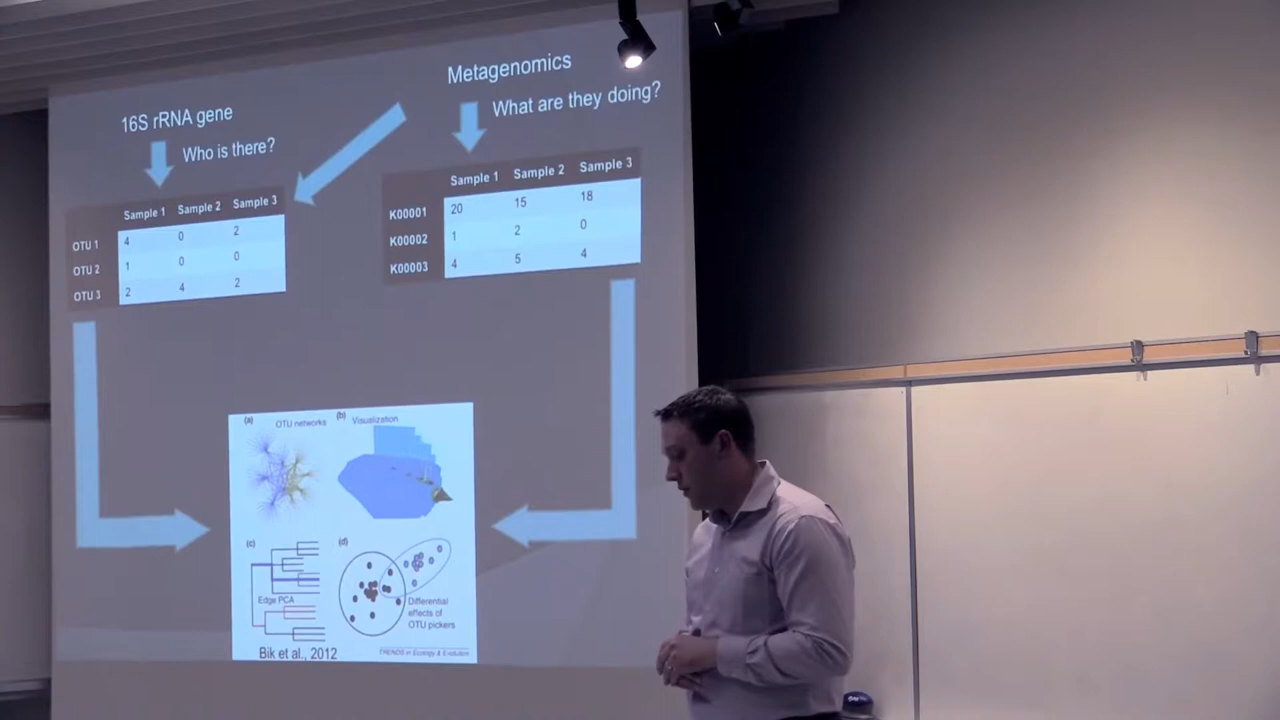 Metagenomics
16S rRNA gene
What are they doing?
Who is there?
Sample 1 Sample 2 Sample 3
OTU 1 4 0 2
OTU 2 1 0 0
OTU 3 2 4 2
Sample 1 Sample 2 Sample 3
K00001 20 15 18
K00002 1 2 0
K00003 4 5 4
(a) OTU networks
(b) Visualization
(c)
Edge PCA
(d)
Differential
effects of
OTU pickers
Bik et al., 2012
TRENDS in Ecology & Evolution